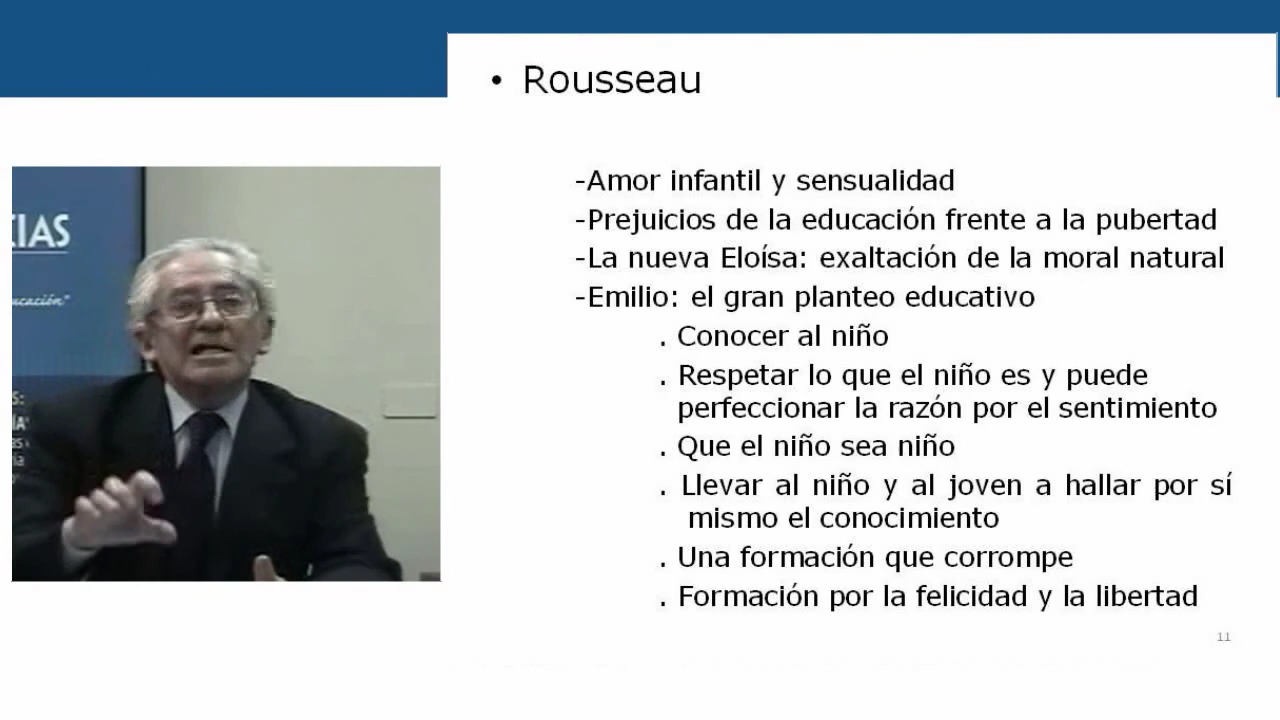 • Rousseau
-Amor infantil y sensualidad
-Prejuicios de la educación frente a la pubertad
-La nueva Eloísa: exaltación de la moral natural
-Emilio: el gran planteo educativo
. Conocer al niño
. Respetar lo que el niño es y puede
perfeccionar la razón por el sentimiento
. Que el niño sea niño
. Llevar al niño y al joven a hallar por sí
mismo el conocimiento
. Una formación que corrompe
. Formación por la felicidad y la libertad
11